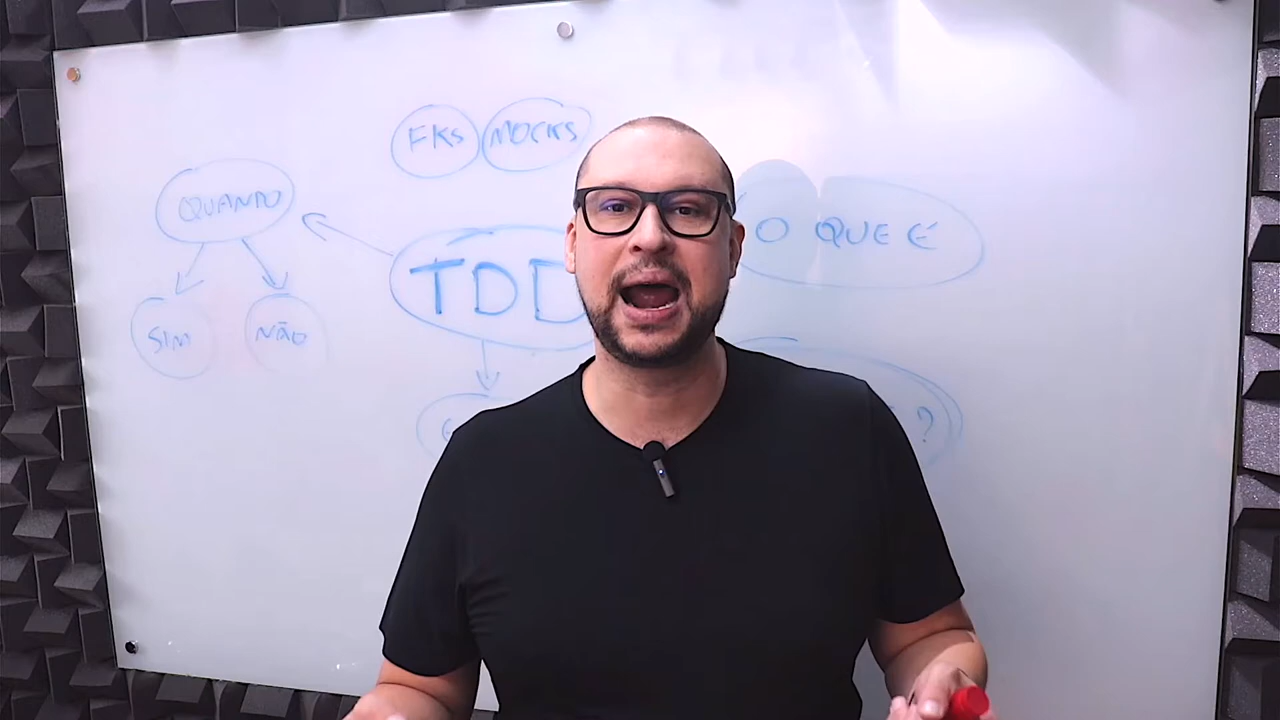 FKs
MOCKS
QUANDO
O QUE É
TDD
SIM
NÃO
?